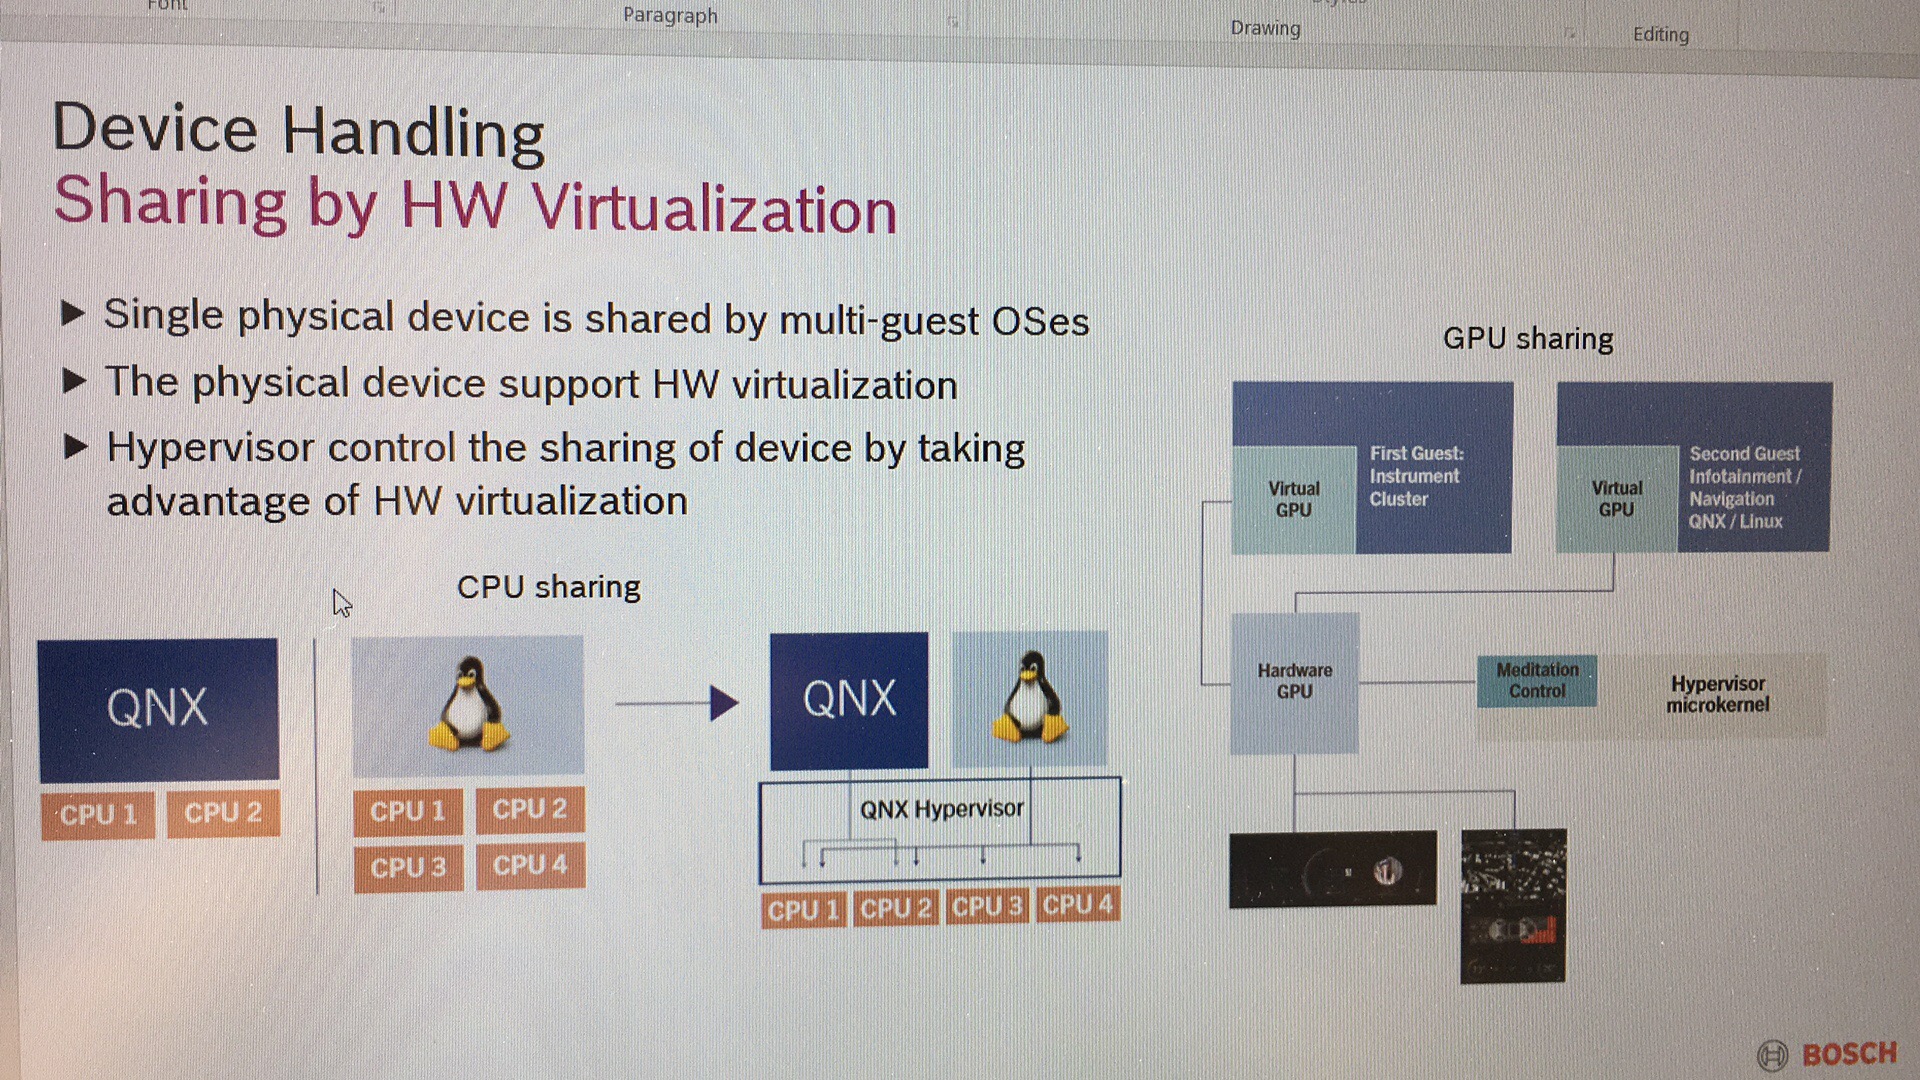 Font
Paragraph
Drawing
Editing
Device Handling
Sharing by HW Virtualization
▶ Single physical device is shared by multi-guest OSes
▶ The physical device support HW virtualization
▶ Hypervisor control the sharing of device by taking
advantage of HW virtualization
CPU sharing
QNX
CPU 1
CPU 2
CPU 1
CPU 2
CPU 3
CPU 4
QNX
QNX Hypervisor
CPU 1
CPU 2
CPU 3
CPU 4
GPU sharing
Virtual
GPU
First Guest:
Instrument
Cluster
Virtual
GPU
Second Guest
Infotainment /
Navigation
QNX / Linux
Hardware
GPU
Meditation
Control
Hypervisor
microkernel
BOSCH